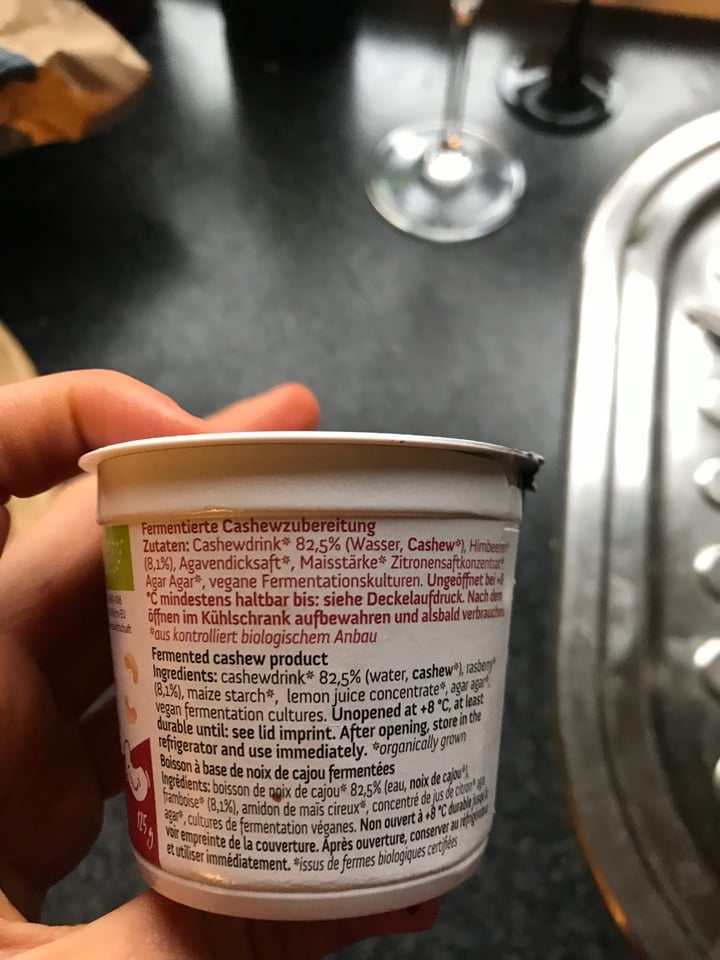 Fermentierte Cashewzubereitung
Zutaten: Cashewdrink* 82,5% (Wasser, Cashew*), Himbeeren*
(8,1%), Agavendicksaft*, Maisstärke* Zitronensaftkonzentrat*
Agar Agar*, vegane Fermentationskulturen. Ungeöffnet bei +8
°C mindestens haltbar bis: siehe Deckelaufdruck. Nach dem
öffnen im Kühlschrank aufbewahren und alsbald verbrauchen.
*aus kontrolliert biologischem Anbau
Fermented cashew product
Ingredients: cashewdrink* 82,5% (water, cashew*), rasberry*
(8,1%), maize starch*, lemon juice concentrate*, agar agar*,
vegan fermentation cultures. Unopened at +8 °C, at least
durable until: see lid imprint. After opening, store in the
refrigerator and use immediately. *organically grown
Boisson à base de noix de cajou fermentées
Ingrédients: boisson de noix de cajou* 82,5% (eau, noix de cajou*),
framboise* (8,1%), amidon de maïs cireux*, concentré de jus de citron* agar
agar*, cultures de fermentation véganes. Non ouvert à +8 °C durable jusqu'à
voir empreinte de la couverture. Après ouverture, conserver au réfrigérateur
et utiliser immédiatement. *issus de fermes biologiques certifiées
125 g